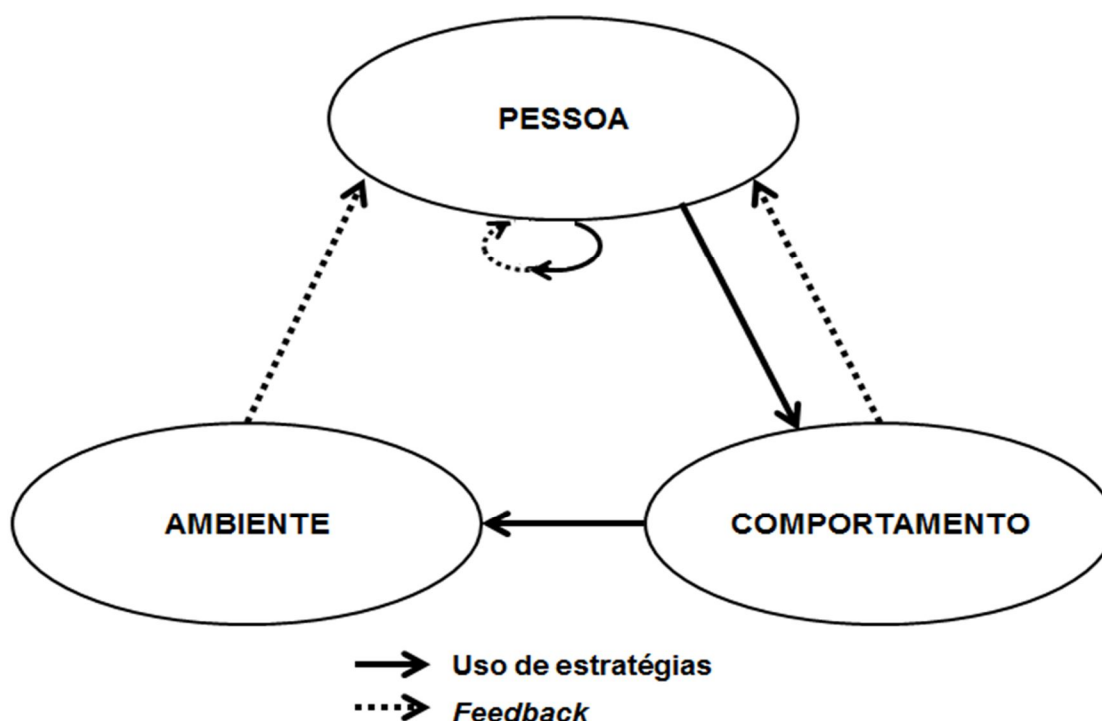 PESSOA
AMBIENTE
COMPORTAMENTO
Uso de estratégias
Feedback